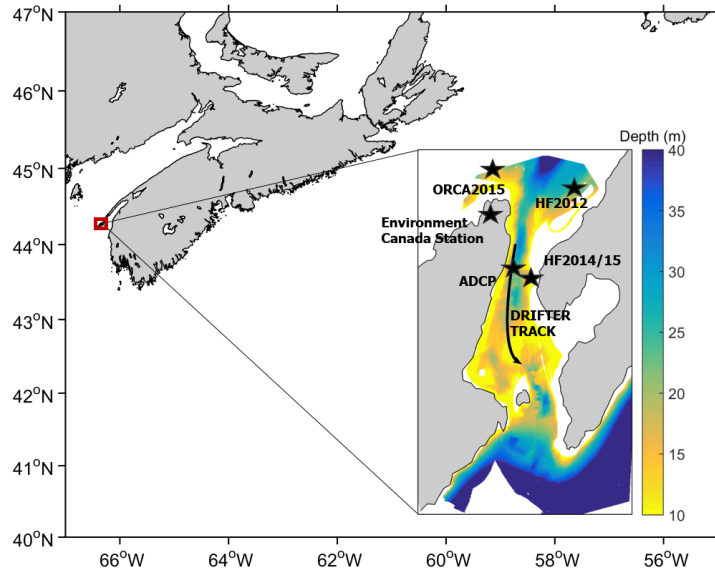 47°N
46°N
45°N
44°N
43°N
42°N
41°N
40°N
66°W
64°W
62°W
60°W
58°W
56°W
Depth (m)
40
35
30
25
20
15
10
ORCA2015
HF2012
Environment
Canada Station
HF2014/15
ADCP
DRIFTER
TRACK